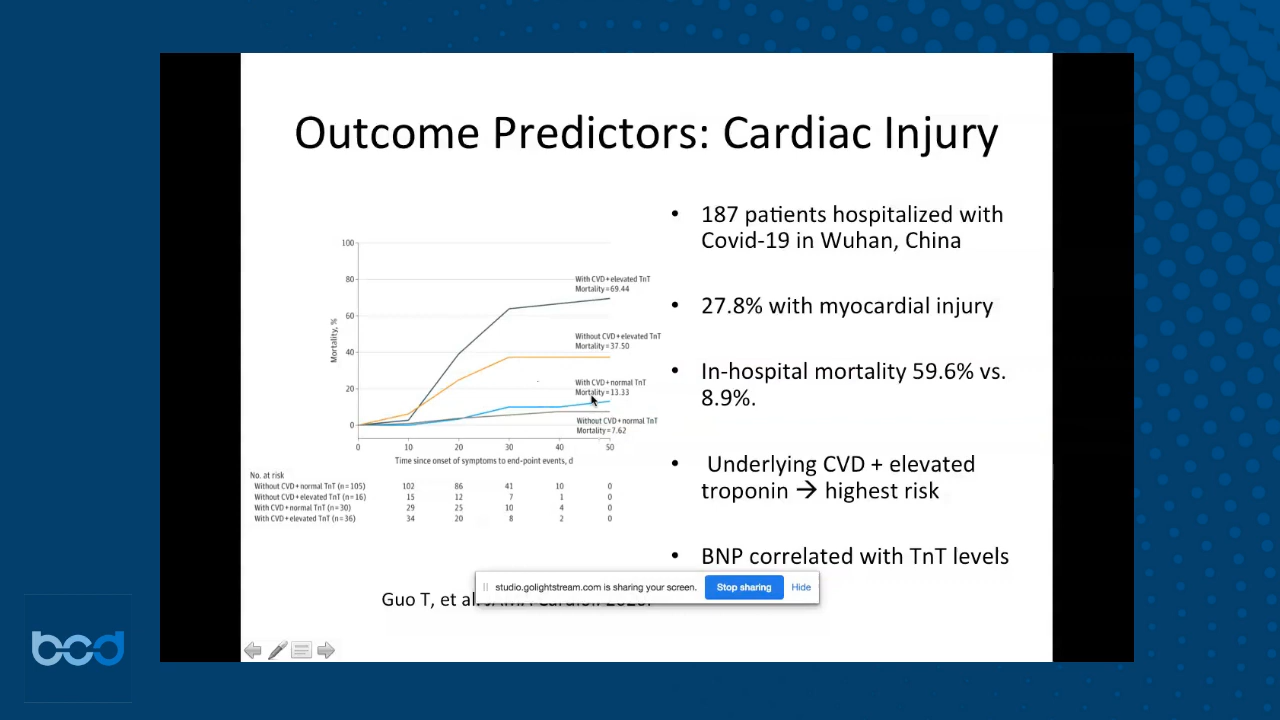 Outcome Predictors: Cardiac Injury
100
80
60
40
20
0
Mortality, %
With CVD+elevated TnT
Mortality=69.44
Without CVD+elevated TnT
Mortality=37.50
With CVD+normal TnT
Mortality=13.33
Without CVD+normal TnT
Mortality=7.62
0 10 20 30 40 50
Time since onset of symptoms to end-point events, d
No. at risk
Without CVD+normal TnT (n=105) 102 86 41 10 0
Without CVD+elevated TnT (n=16) 15 12 7 1 0
With CVD+normal TnT (n=30) 29 25 10 4 0
With CVD+elevated TnT (n=36) 34 20 8 2 0
• 187 patients hospitalized with
Covid-19 in Wuhan, China
• 27.8% with myocardial injury
• In-hospital mortality 59.6% vs.
8.9%.
• Underlying CVD + elevated
troponin → highest risk
• BNP correlated with TnT levels
studio.golightstream.com is sharing your screen. Stop sharing Hide
Guo T, et al.
bcd